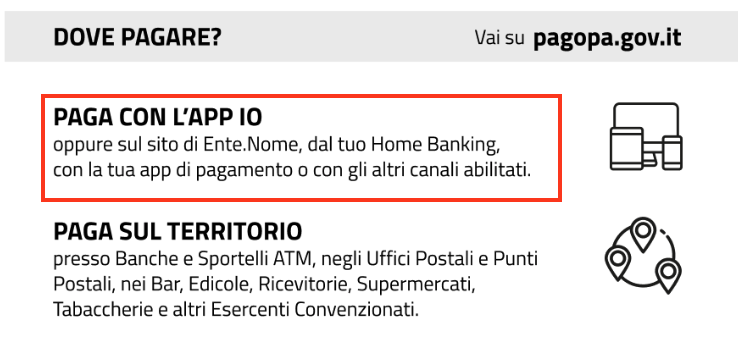 DOVE PAGARE?
Vai su pagopa.gov.it
PAGA CON L'APP IO
oppure sul sito di Ente.Nome, dal tuo Home Banking,
con la tua app di pagamento o con gli altri canali abilitati.
PAGA SUL TERRITORIO
presso Banche e Sportelli ATM, negli Uffici Postali e Punti
Postali, nei Bar, Edicole, Ricevitorie, Supermercati,
Tabaccherie e altri Esercenti Convenzionati.